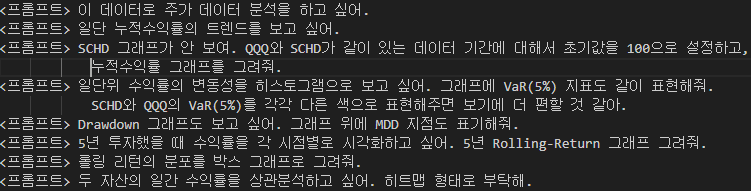 <프롬프트> 이 데이터로 주가 데이터 분석을 하고 싶어.
<프롬프트> 일단 누적수익률의 트렌드를 보고 싶어.
<프롬프트> SCHD 그래프가 안 보여. QQQ와 SCHD가 같이 있는 데이터 기간에 대해서 초기값을 100으로 설정하고,
누적수익률 그래프를 그려줘.
<프롬프트> 일단위 수익률의 변동성을 히스토그램으로 보고 싶어. 그래프에 VaR(5%) 지표도 같이 표현해줘.
SCHD와 QQQ의 VaR(5%)를 각각 다른 색으로 표현해주면 보기에 더 편할 것 같아.
<프롬프트> Drawdown 그래프도 보고 싶어. 그래프 위에 MDD 지점도 표기해줘.
<프롬프트> 5년 투자했을 때 수익률을 각 시점별로 시각화하고 싶어. 5년 Rolling-Return 그래프 그려줘.
<프롬프트> 롤링 리턴의 분포를 박스 그래프로 그려줘.
<프롬프트> 두 자산의 일간 수익률을 상관분석하고 싶어. 히트맵 형태로 부탁해.